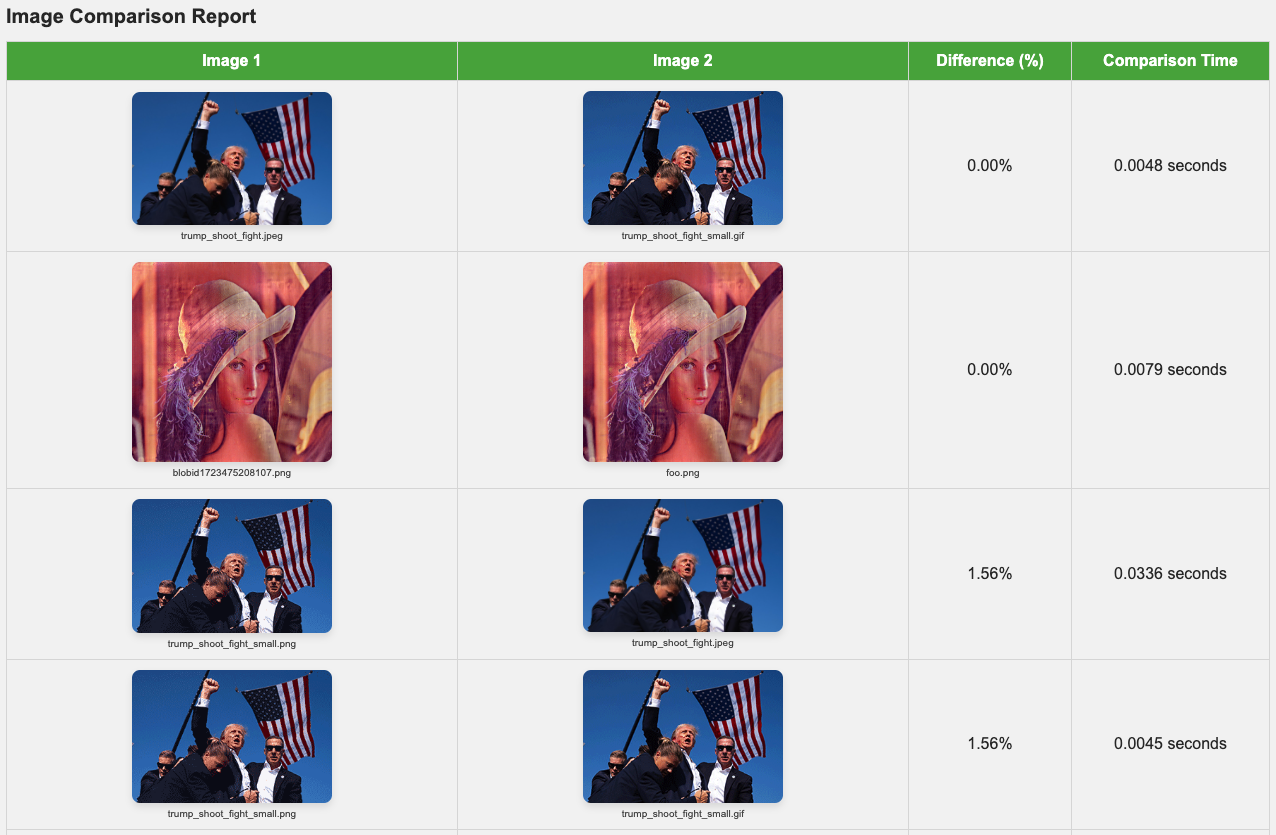 Image Comparison Report
Image 1 Image 2 Difference (%) Comparison Time
0.00% 0.0048 seconds
trump_shoot_fight.jpeg trump_shoot_fight_small.gif
0.00% 0.0079 seconds
blobid1723475208107.png foo.png
1.56% 0.0336 seconds
trump_shoot_fight_small.png trump_shoot_fight.jpeg
1.56% 0.0045 seconds
trump_shoot_fight_small.png trump_shoot_fight_small.gif